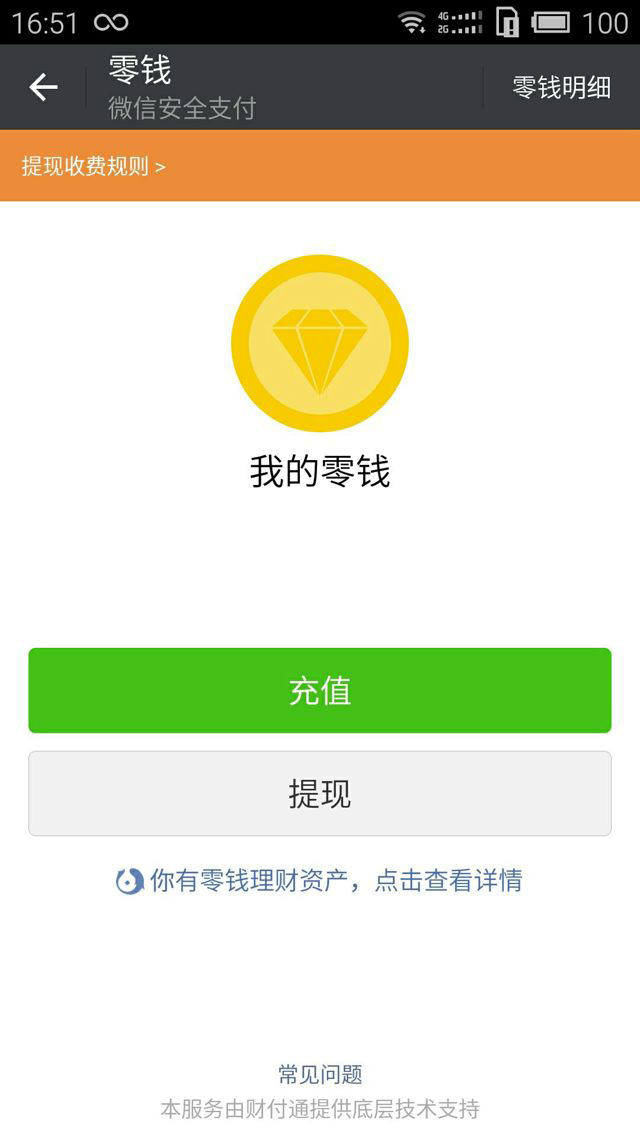 16:51
4G
2G
100
零钱
微信安全支付
零钱明细
提现收费规则 >
我的零钱
充值
提现
你有零钱理财资产，点击查看详情
常见问题
本服务由财付通提供底层技术支持